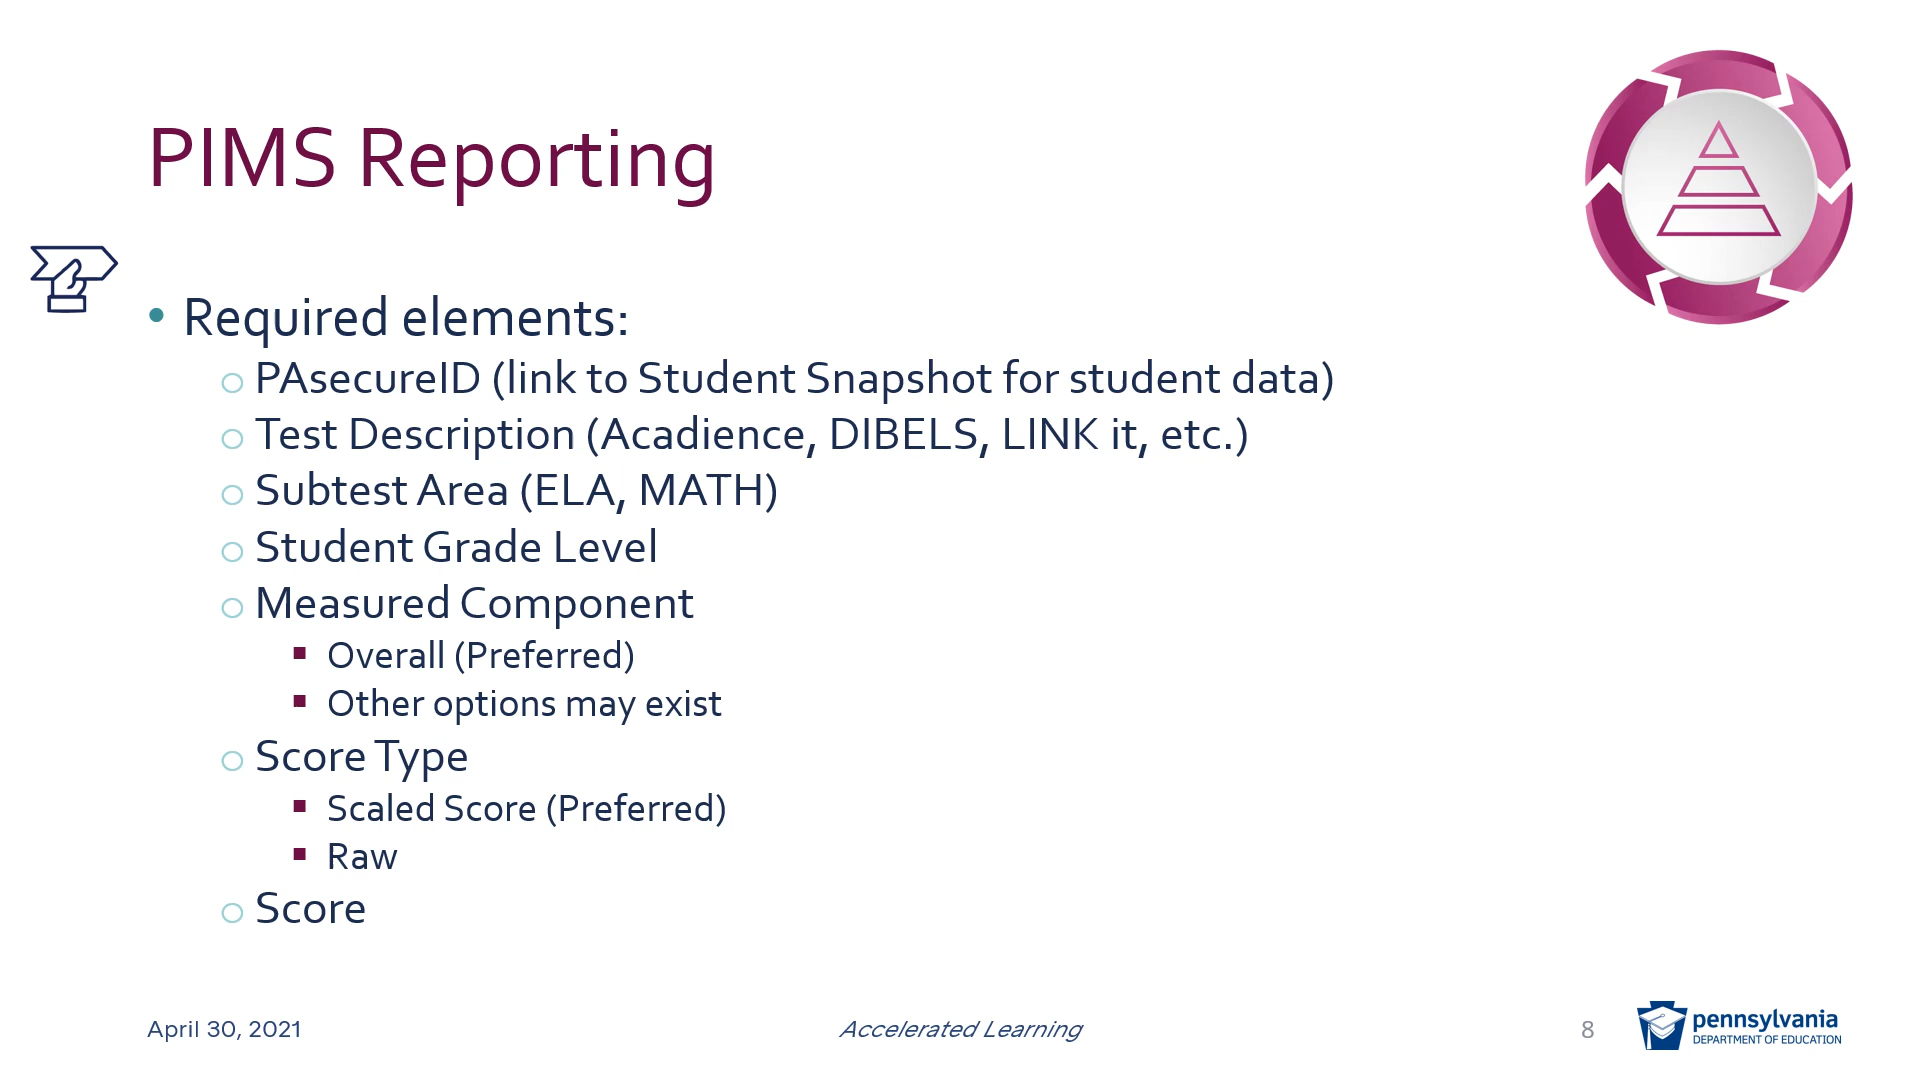 PIMS Reporting
• Required elements:
o PAsecureID (link to Student Snapshot for student data)
o Test Description (Acadience, DIBELS, LINK it, etc.)
o Subtest Area (ELA, MATH)
o Student Grade Level
o Measured Component
▪ Overall (Preferred)
▪ Other options may exist
o Score Type
▪ Scaled Score (Preferred)
▪ Raw
o Score
April 30, 2021
Accelerated Learning
8
pennsylvania
DEPARTMENT OF EDUCATION